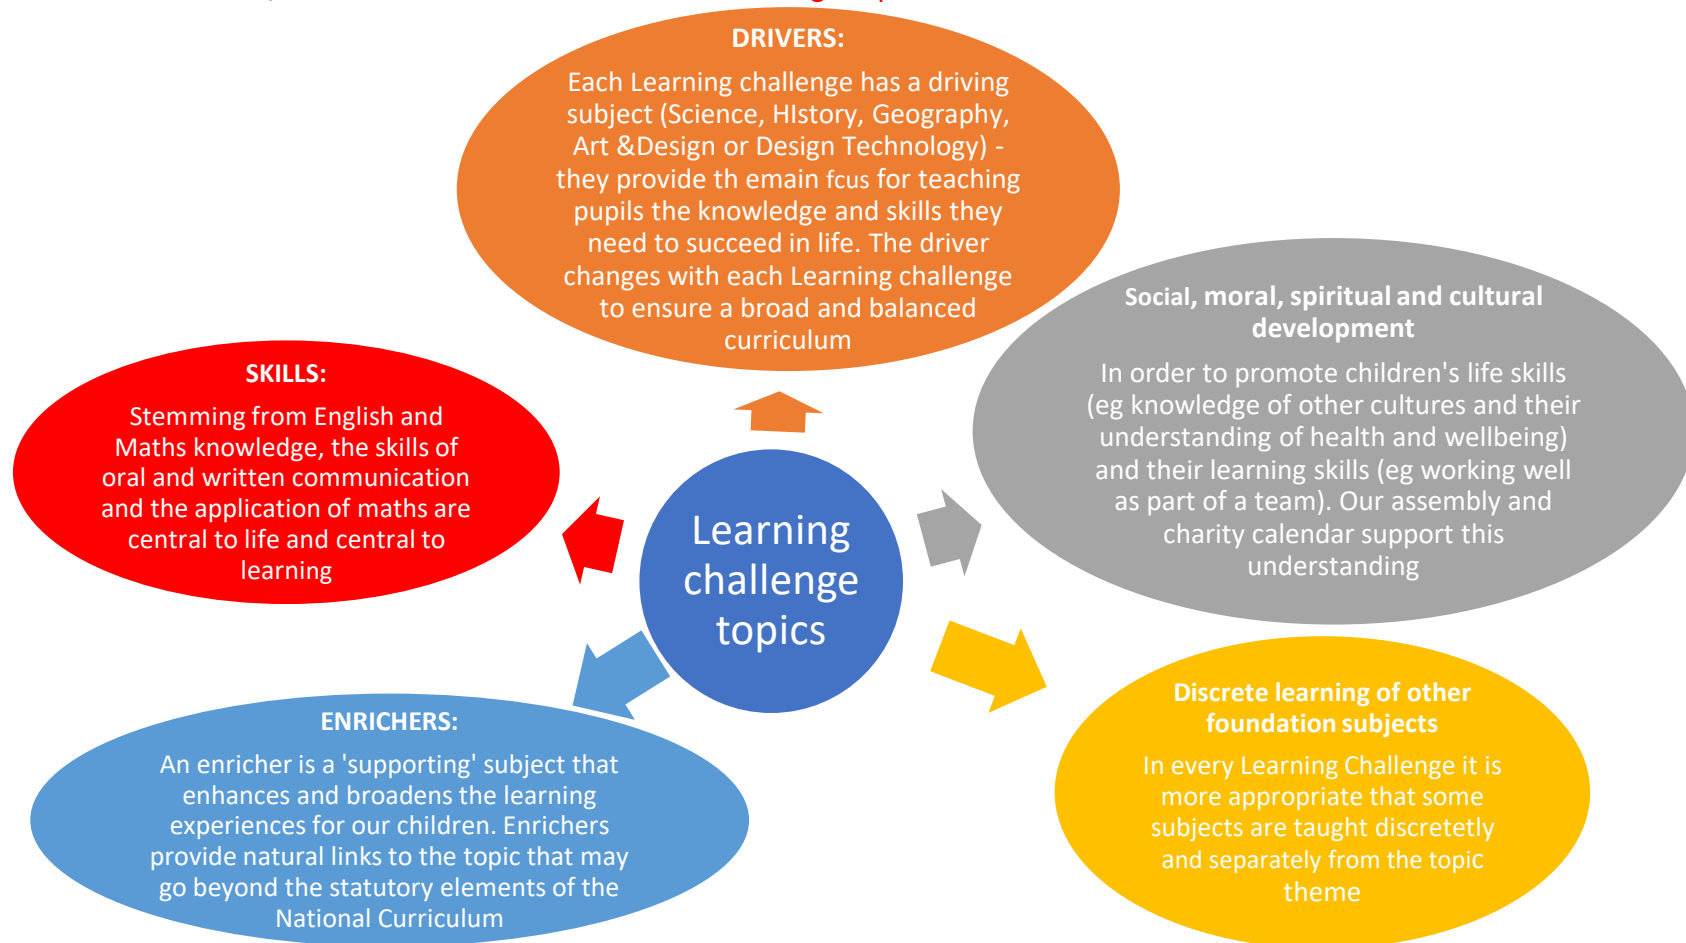 DRIVERS:
Each Learning challenge has a driving
subject (Science, HIstory, Geography,
Art &Design or Design Technology) -
they provide th emain fcus for teaching
pupils the knowledge and skills they
need to succeed in life. The driver
changes with each Learning challenge
to ensure a broad and balanced
curriculum
Social, moral, spiritual and cultural
development
In order to promote children's life skills
(eg knowledge of other cultures and their
understanding of health and wellbeing)
and their learning skills (eg working well
as part of a team). Our assembly and
charity calendar support this
understanding
SKILLS:
Stemming from English and
Maths knowledge, the skills of
oral and written communication
and the application of maths are
central to life and central to
learning
Learning
challenge
topics
ENRICHERS:
An enricher is a 'supporting' subject that
enhances and broadens the learning
experiences for our children. Enrichers
provide natural links to the topic that may
go beyond the statutory elements of the
National Curriculum
Discrete learning of other
foundation subjects
In every Learning Challenge it is
more appropriate that some
subjects are taught discretetly
and separately from the topic
theme